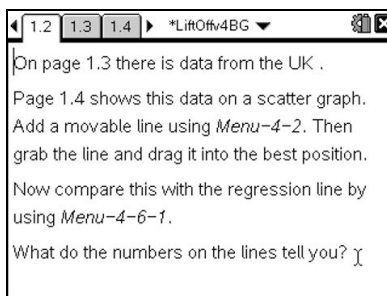 1.2 1.3 1.4 *LiftOffv4BG
On page 1.3 there is data from the UK .
Page 1.4 shows this data on a scatter graph.
Add a movable line using Menu-4-2. Then
grab the line and drag it into the best position.
Now compare this with the regression line by
using Menu-4-6-1.
What do the numbers on the lines tell you?